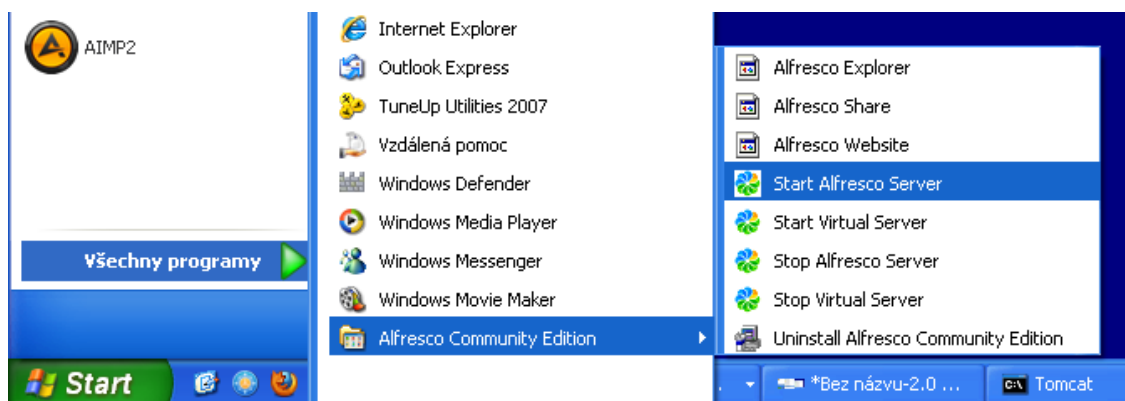 AIMP2
Všechny programy
Start
Internet Explorer
Outlook Express
TuneUp Utilities 2007
Vzdálená pomoc
Windows Defender
Windows Media Player
Windows Messenger
Windows Movie Maker
Alfresco Community Edition
Alfresco Explorer
Alfresco Share
Alfresco Website
Start Alfresco Server
Start Virtual Server
Stop Alfresco Server
Stop Virtual Server
Uninstall Alfresco Community Edition
*Bez názvu-2.0 ...
Tomcat